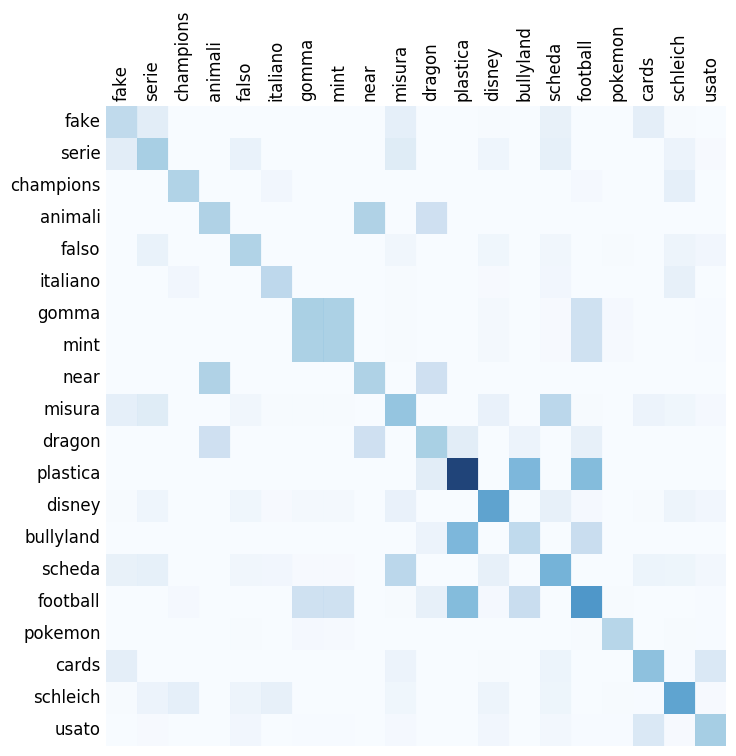 fake serie champions animali falso italiano gomma mint near misura dragon plastica disney bullyland scheda football pokemon cards schleich usato
fake
serie
champions
animali
falso
italiano
gomma
mint
near
misura
dragon
plastica
disney
bullyland
scheda
football
pokemon
cards
schleich
usato